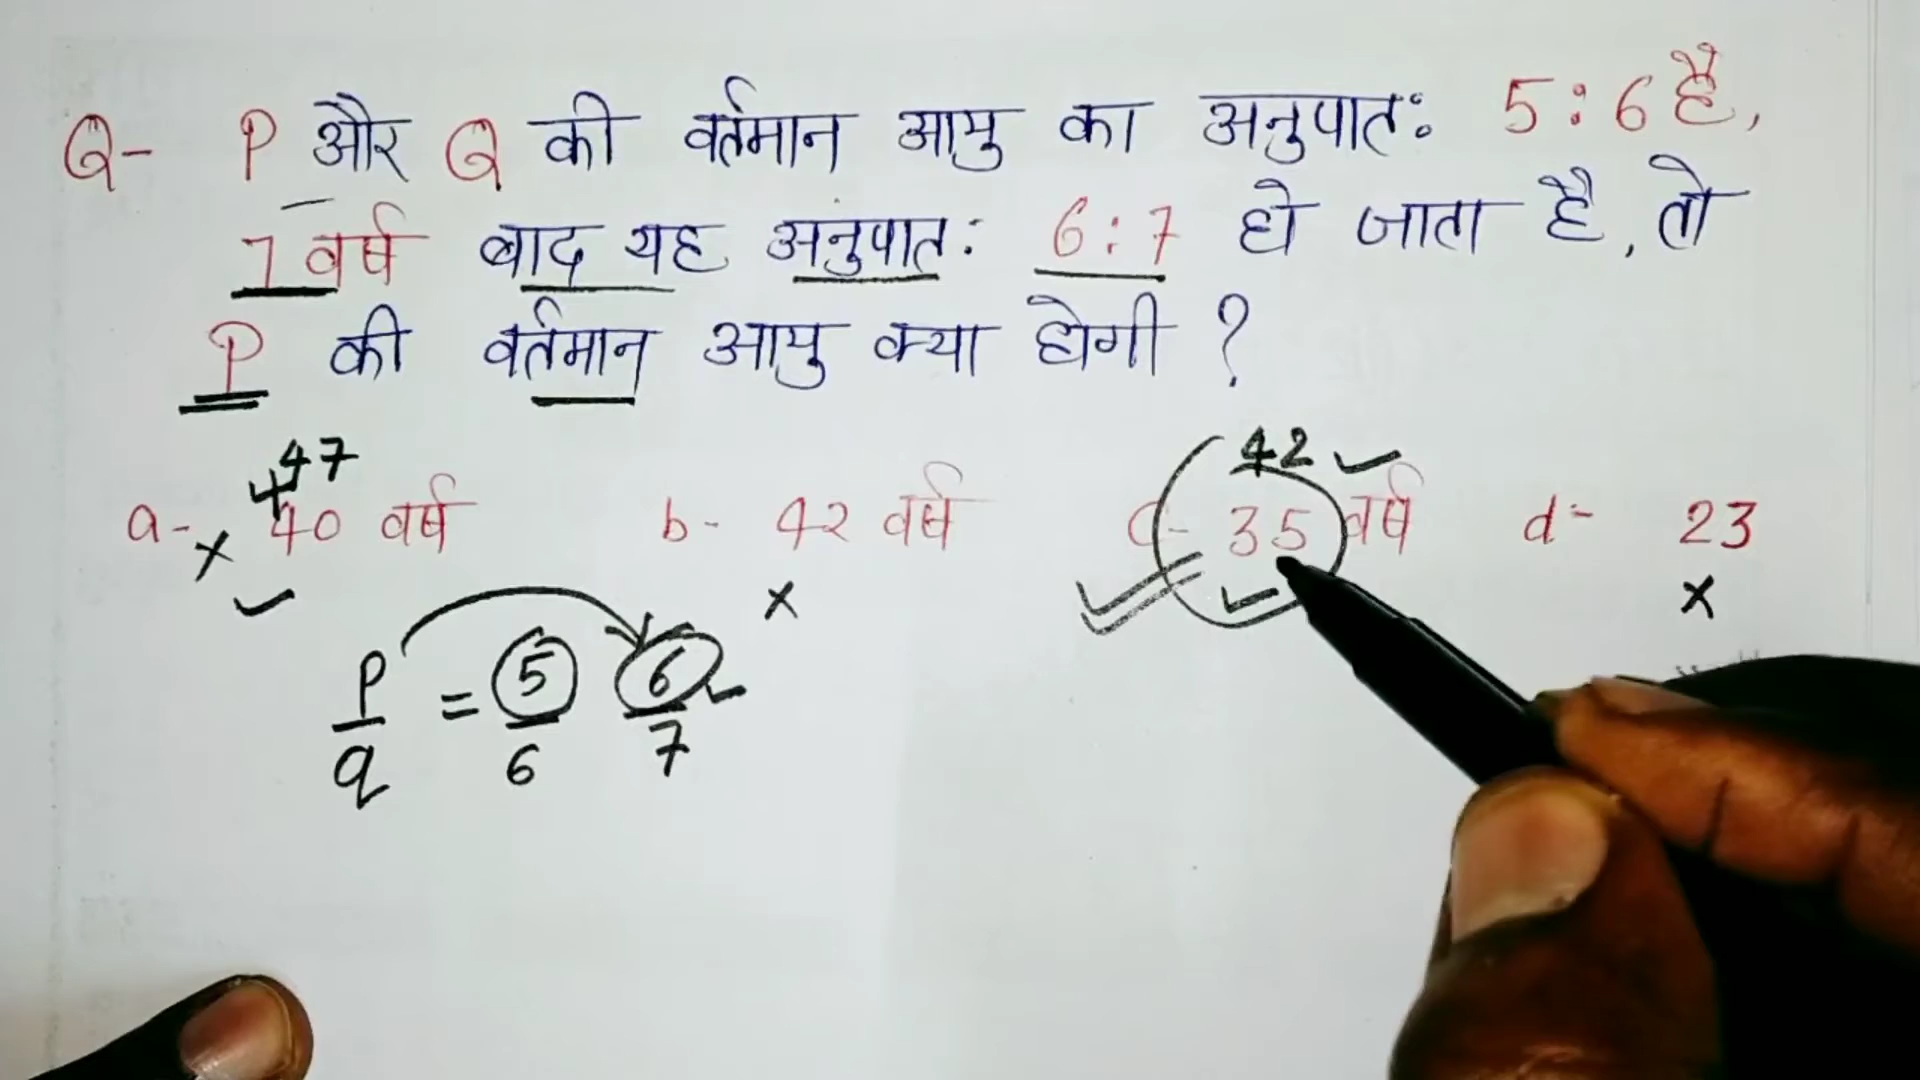 Q- P और Q की वर्तमान आयु का अनुपातः 5:6 है,
7 वर्ष बाद यह अनुपात: 6:7 हो जाता है, तो
P की वर्तमान आयु क्या होगी ?
47 42
a- 40 वर्ष b- 42 वर्ष c- 35 वर्ष d- 23
x x x
P/q = 5/6 6/7